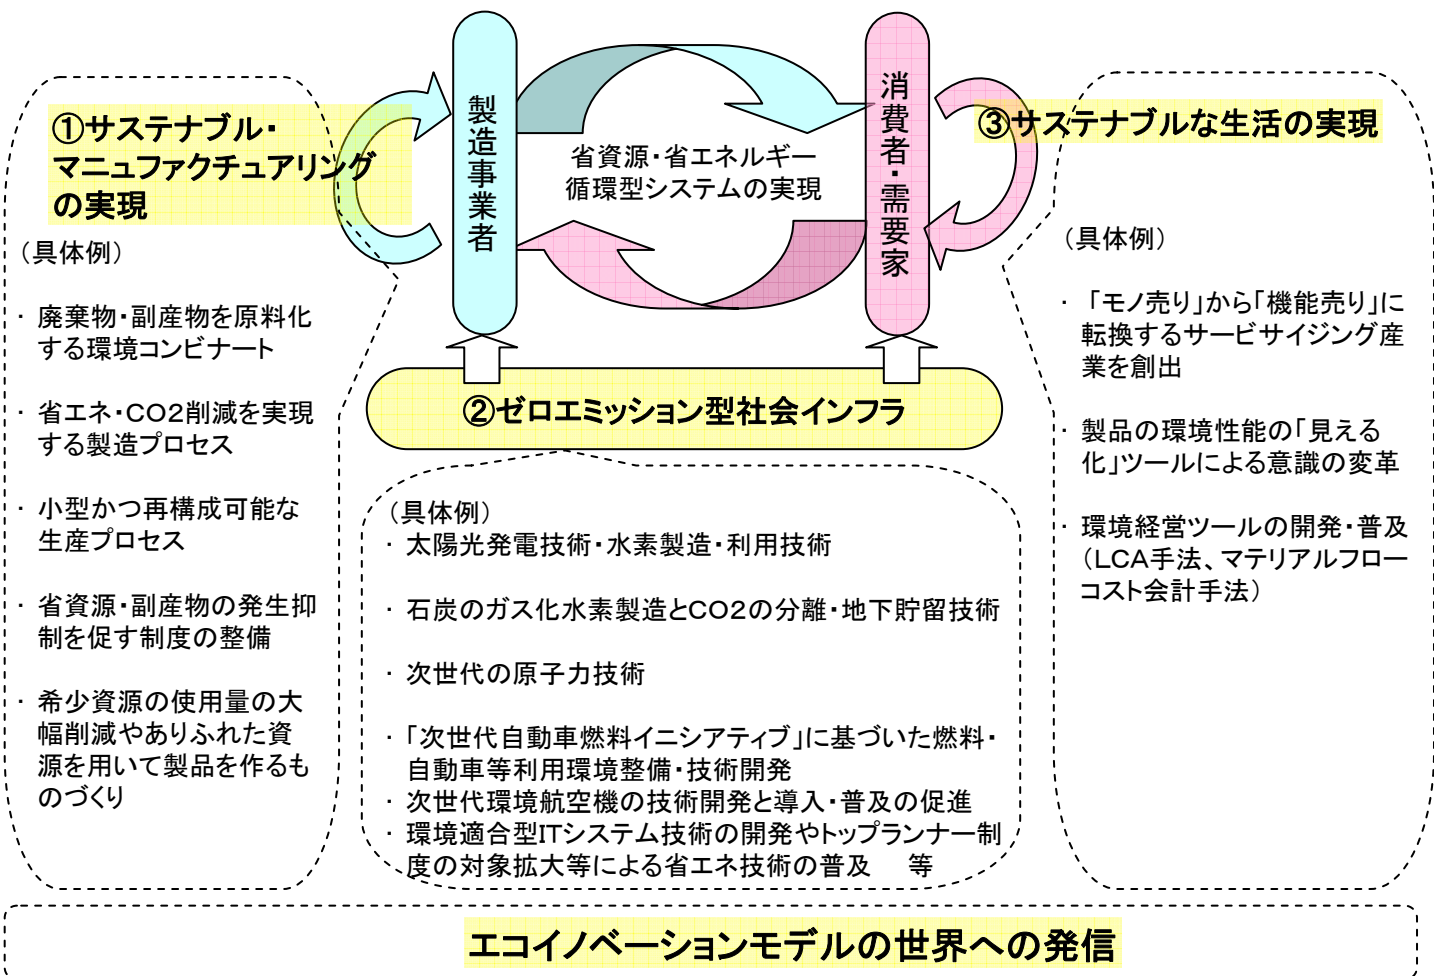 ①サステナブル・
マニュファクチュアリング
の実現
（具体例）
・ 廃棄物・副産物を原料化
する環境コンビナート
・ 省エネ・ＣＯ２削減を実現
する製造プロセス
・ 小型かつ再構成可能な
生産プロセス
・ 省資源・副産物の発生抑
制を促す制度の整備
・ 希少資源の使用量の大
幅削減やありふれた資
源を用いて製品を作るも
のづくり
製造事業者
省資源・省エネルギー
循環型システムの実現
消費者・需要家
②ゼロエミッション型社会インフラ
（具体例）
・ 太陽光発電技術・水素製造・利用技術
・ 石炭のガス化水素製造とCO2の分離・地下貯留技術
・ 次世代の原子力技術
・ 「次世代自動車燃料イニシアティブ」に基づいた燃料・
自動車等利用環境整備・技術開発
・ 次世代環境航空機の技術開発と導入・普及の促進
・ 環境適合型ITシステム技術の開発やトップランナー制
度の対象拡大等による省エネ技術の普及 等
③サステナブルな生活の実現
（具体例）
・ 「モノ売り」から「機能売り」に
転換するサービサイジング産
業を創出
・ 製品の環境性能の「見える
化」ツールによる意識の変革
・ 環境経営ツールの開発・普及
（ＬＣＡ手法、マテリアルフロー
コスト会計手法）
エコイノベーションモデルの世界への発信